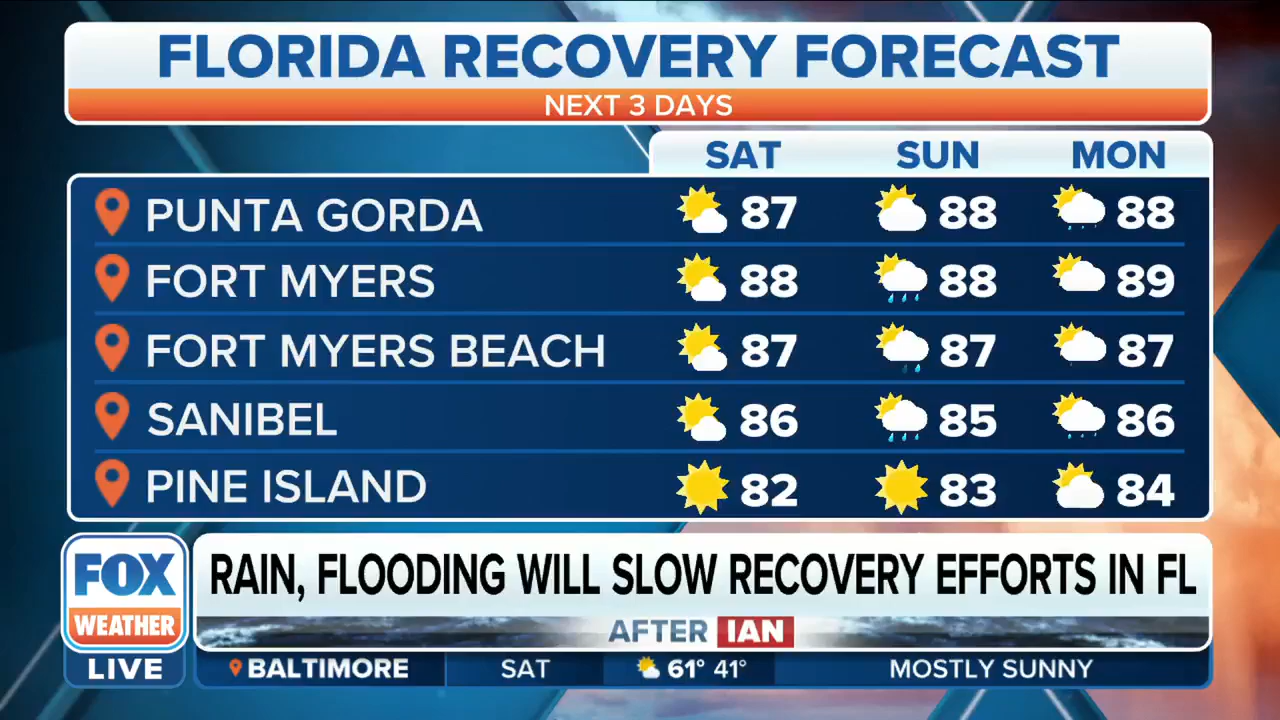 FLORIDA RECOVERY FORECAST
NEXT 3 DAYS
SAT SUN MON
PUNTA GORDA 87 88 88
FORT MYERS 88 88 89
FORT MYERS BEACH 87 87 87
SANIBEL 86 85 86
PINE ISLAND 82 83 84
FOX WEATHER
LIVE
RAIN, FLOODING WILL SLOW RECOVERY EFFORTS IN FL
AFTER IAN
BALTIMORE SAT 61° 41° MOSTLY SUNNY